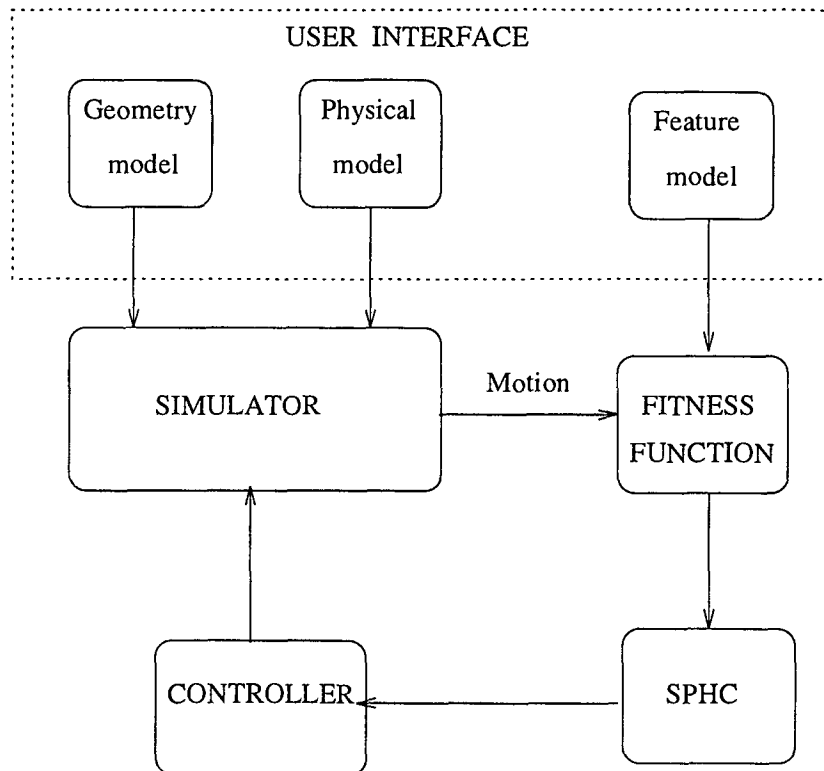 USER INTERFACE
Geometry
model
Physical
model
Feature
model
SIMULATOR
Motion
FITNESS
FUNCTION
CONTROLLER
SPHC